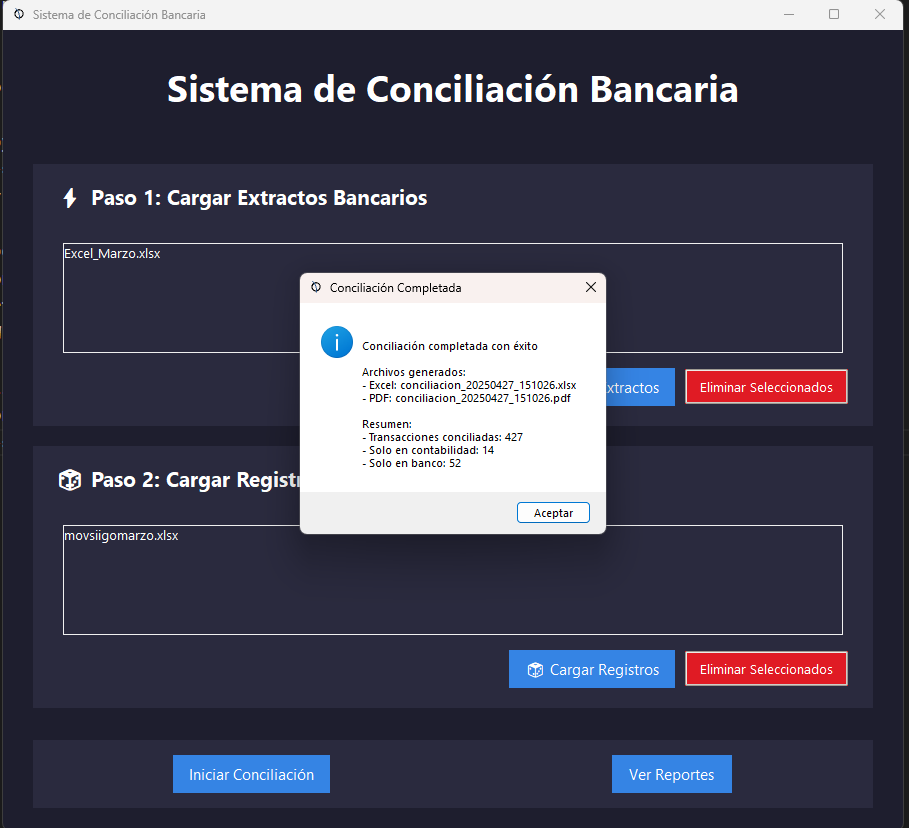 Sistema de Conciliación Bancaria
Sistema de Conciliación Bancaria
Paso 1: Cargar Extractos Bancarios
Excel_Marzo.xlsx
Conciliación Completada
Conciliación completada con éxito
Archivos generados:
- Excel: conciliacion_20250427_151026.xlsx
- PDF: conciliacion_20250427_151026.pdf
Resumen:
- Transacciones conciliadas: 427
- Solo en contabilidad: 14
- Solo en banco: 52
Aceptar
Eliminar Seleccionados
Paso 2: Cargar
movsiigomarzo.xlsx
Cargar Registros
Eliminar Seleccionados
Iniciar Conciliación
Ver Reportes